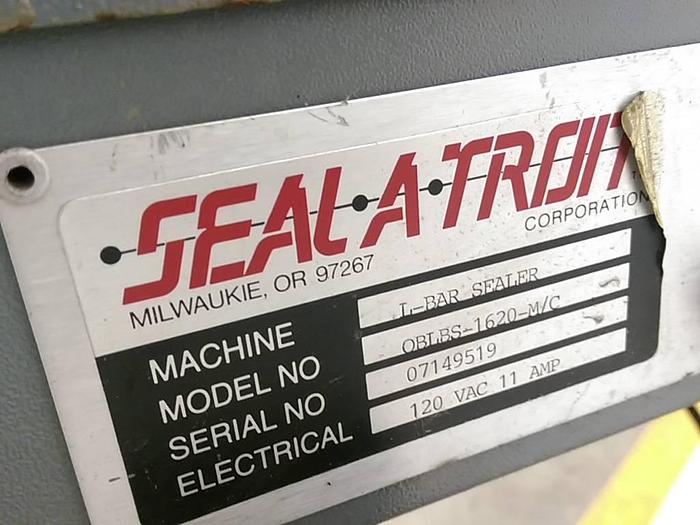 SEAL·A·TRON
CORPORATION
MILWAUKIE, OR 97267
MACHINE L-BAR SEALER
MODEL NO OBLBS-1620-M/C
SERIAL NO 07149519
ELECTRICAL 120 VAC 11 AMP